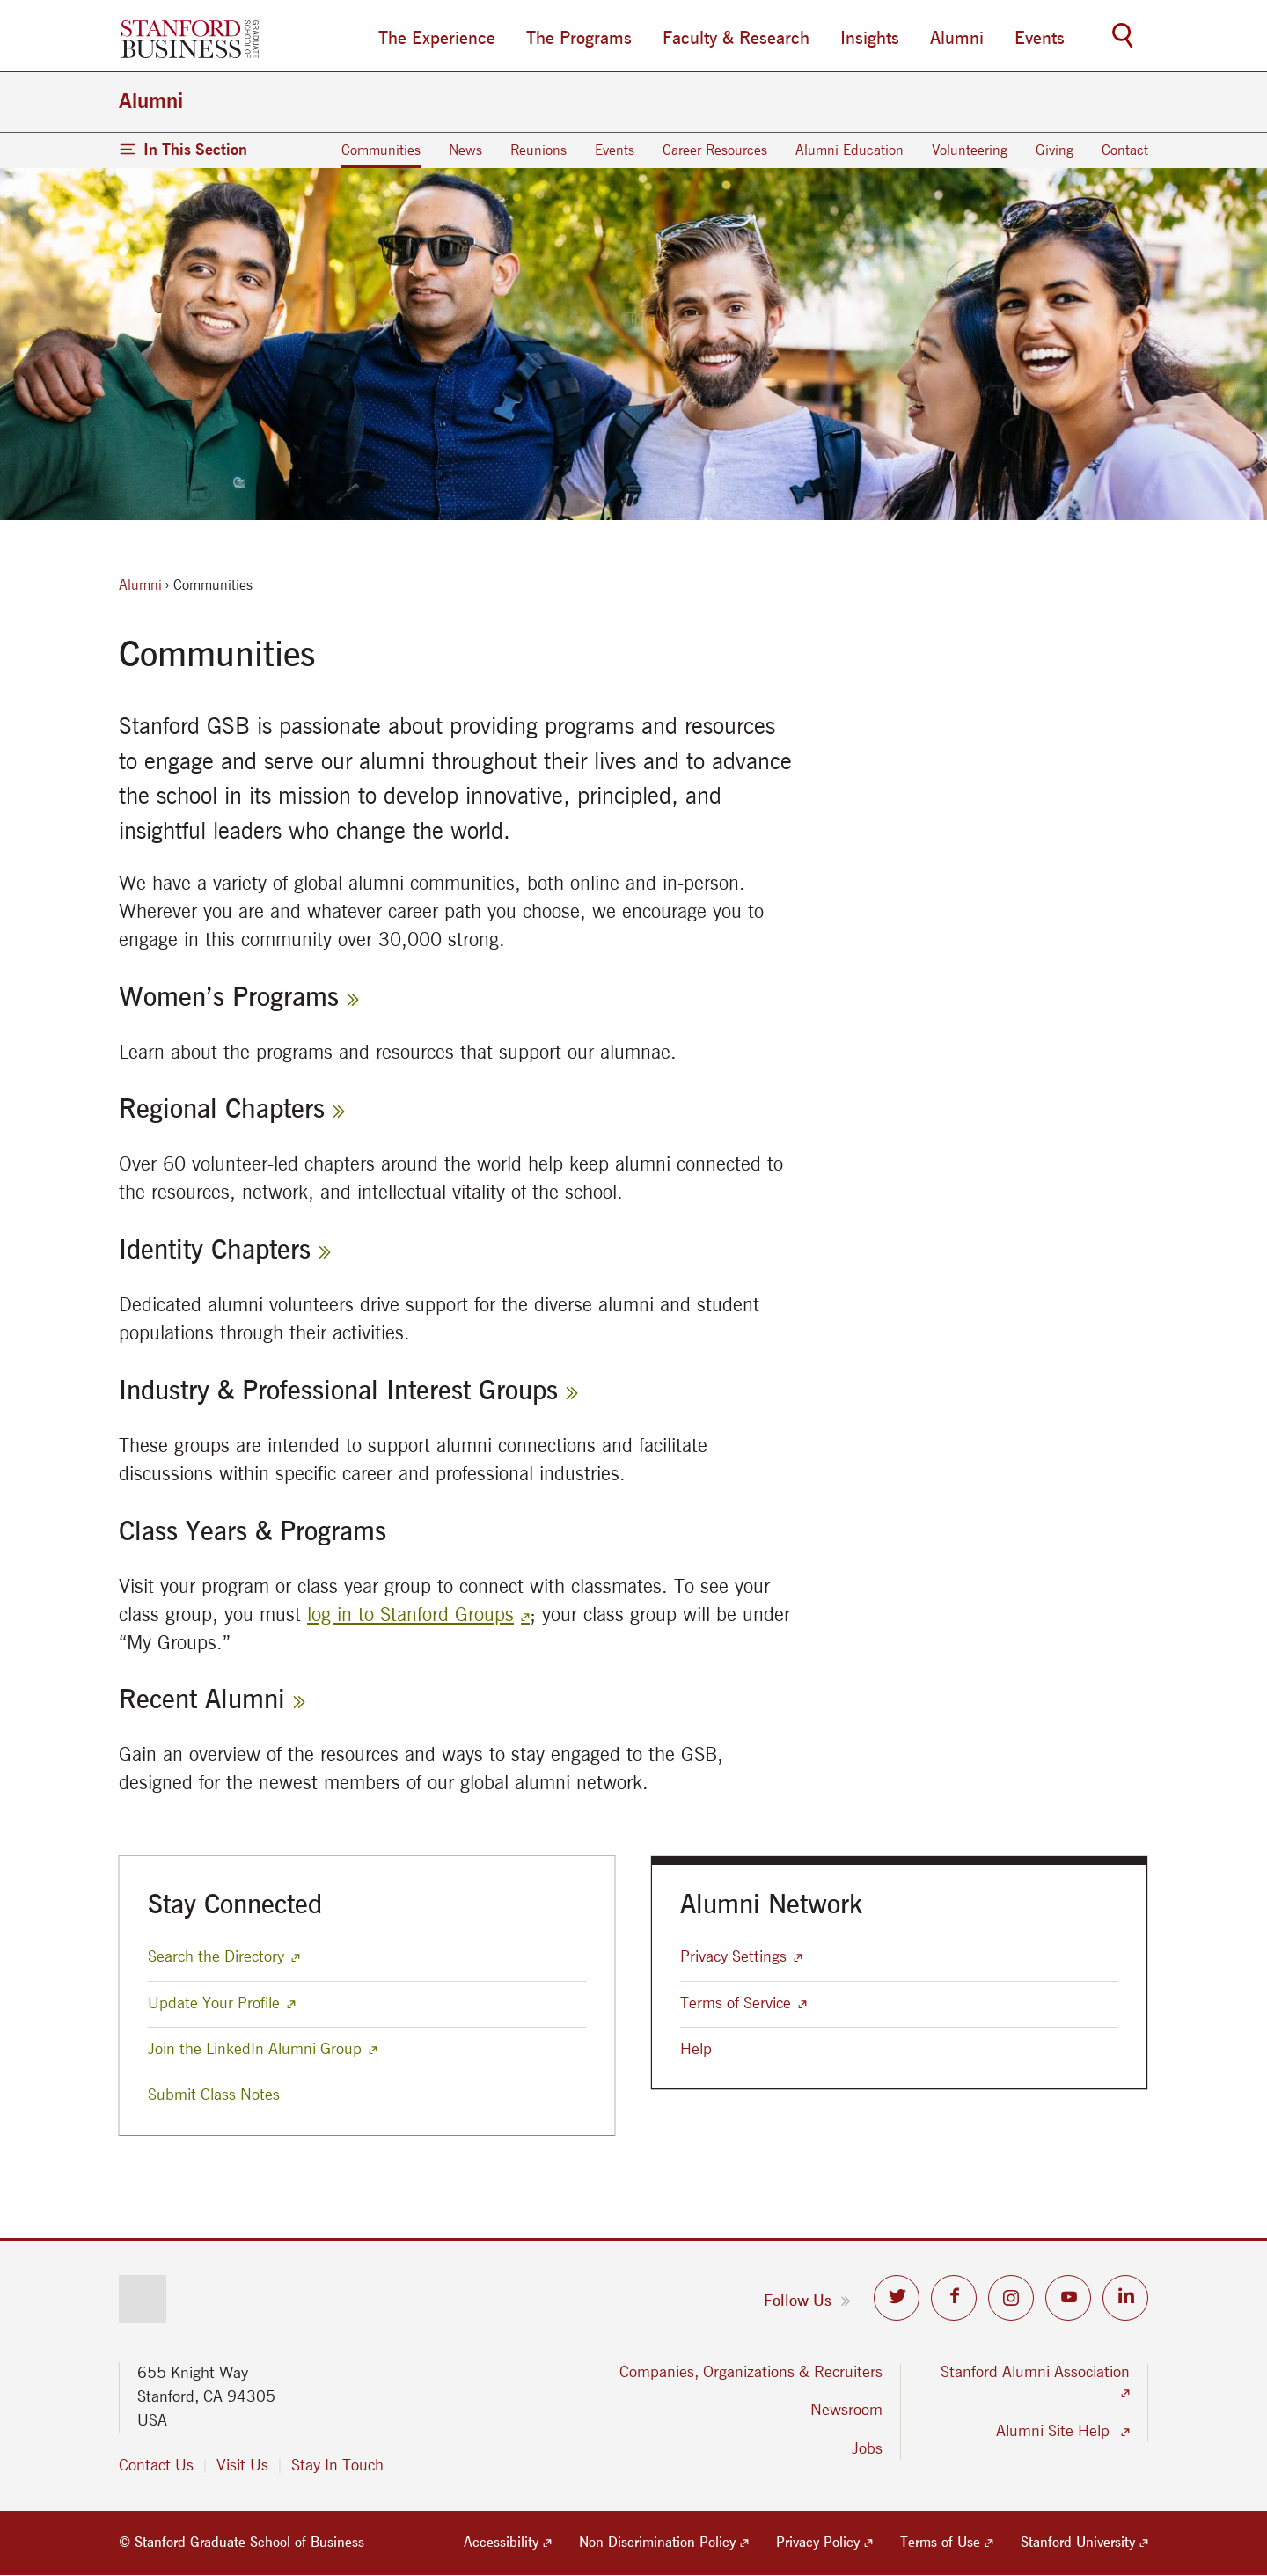 STANFORD
BUSINESS
GRADUATE
SCHOOL OF
The Experience
The Programs
Faculty & Research
Insights
Alumni
Events
Alumni
In This Section
Communities
News
Reunions
Events
Career Resources
Alumni Education
Volunteering
Giving
Contact
Alumni › Communities
Communities
Stanford GSB is passionate about providing programs and resources
to engage and serve our alumni throughout their lives and to advance
the school in its mission to develop innovative, principled, and
insightful leaders who change the world.
We have a variety of global alumni communities, both online and in-person.
Wherever you are and whatever career path you choose, we encourage you to
engage in this community over 30,000 strong.
Women’s Programs »
Learn about the programs and resources that support our alumnae.
Regional Chapters »
Over 60 volunteer-led chapters around the world help keep alumni connected to
the resources, network, and intellectual vitality of the school.
Identity Chapters »
Dedicated alumni volunteers drive support for the diverse alumni and student
populations through their activities.
Industry & Professional Interest Groups »
These groups are intended to support alumni connections and facilitate
discussions within specific career and professional industries.
Class Years & Programs
Visit your program or class year group to connect with classmates. To see your
class group, you must log in to Stanford Groups ; your class group will be under
“My Groups.”
Recent Alumni »
Gain an overview of the resources and ways to stay engaged to the GSB,
designed for the newest members of our global alumni network.
Stay Connected
Search the Directory
Update Your Profile
Join the LinkedIn Alumni Group
Submit Class Notes
Alumni Network
Privacy Settings
Terms of Service
Help
Follow Us »
655 Knight Way
Stanford, CA 94305
USA
Contact Us
Visit Us
Stay In Touch
Companies, Organizations & Recruiters
Newsroom
Jobs
Stanford Alumni Association
Alumni Site Help
© Stanford Graduate School of Business
Accessibility
Non-Discrimination Policy
Privacy Policy
Terms of Use
Stanford University